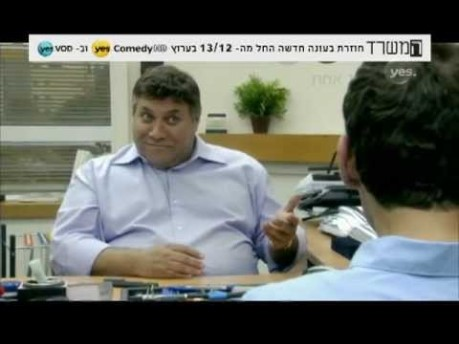 המשרד חוזרת בעונה חדשה החל מה- 13/12 בערוץ yes Comedy HD וב- yes VOD
yes.